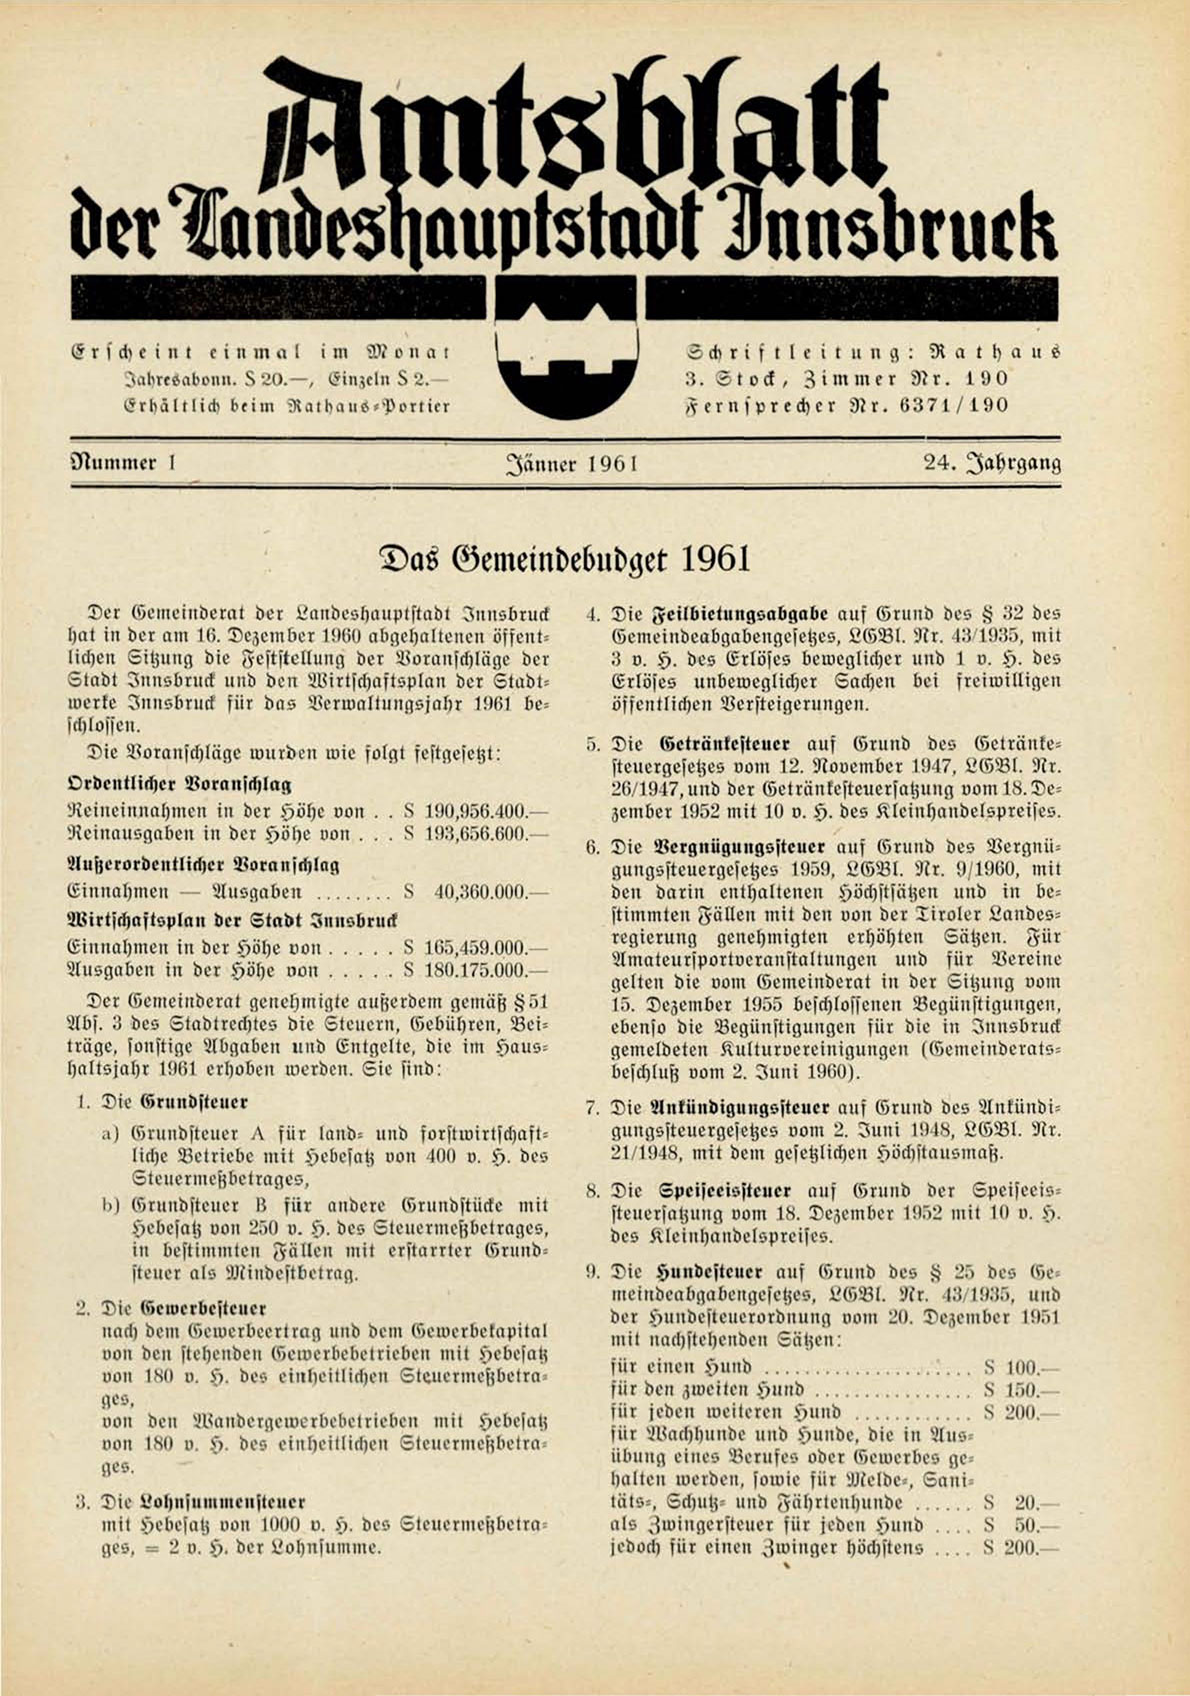 Amtsblatt
der Landeshauptstadt Innsbruck
Erscheint einmal im Monat
Jahresabonn. S 20.—, Einzeln S 2.—
Erhältlich beim Rathaus-Portier
Schriftleitung: Rathaus
3. Stock, Zimmer Nr. 190
Fernsprecher Nr. 6371/190
Nummer 1 Jänner 1961 24. Jahrgang
Das Gemeindebudget 1961
Der Gemeinderat der Landeshauptstadt Innsbruck
hat in der am 16. Dezember 1960 abgehaltenen öffent-
lichen Sitzung die Feststellung der Voranschläge der
Stadt Innsbruck und den Wirtschaftsplan der Stadt-
werke Innsbruck für das Verwaltungsjahr 1961 be-
schlossen.
Die Voranschläge wurden wie folgt festgesetzt:
Ordentlicher Voranschlag
Reineinnahmen in der Höhe von . . S 190,956.400.—
Reinausgaben in der Höhe von . . . S 193,656.600.—
Außerordentlicher Voranschlag
Einnahmen — Ausgaben ........ S 40,360.000.—
Wirtschaftsplan der Stadt Innsbruck
Einnahmen in der Höhe von . . . . . S 165,459.000.—
Ausgaben in der Höhe von . . . . . S 180.175.000.—
Der Gemeinderat genehmigte außerdem gemäß § 51
Abs. 3 des Stadtrechtes die Steuern, Gebühren, Bei-
träge, sonstige Abgaben und Entgelte, die im Haus-
haltsjahr 1961 erhoben werden. Sie sind:
1. Die Grundsteuer
a) Grundsteuer A für land- und forstwirtschaft-
liche Betriebe mit Hebesatz von 400 v. H. des
Steuermeßbetrages,
b) Grundsteuer B für andere Grundstücke mit
Hebesatz von 250 v. H. des Steuermeßbetrages,
in bestimmten Fällen mit erstarrter Grund-
steuer als Mindestbetrag.
2. Die Gewerbesteuer
nach dem Gewerbeertrag und dem Gewerbekapital
von den stehenden Gewerbebetrieben mit Hebesatz
von 180 v. H. des einheitlichen Steuermeßbetra-
ges,
von den Wandergewerbebetrieben mit Hebesatz
von 180 v. H. des einheitlichen Steuermeßbetra-
ges.
3. Die Lohnsummensteuer
mit Hebesatz von 1000 v. H. des Steuermeßbetra-
ges, = 2 v. H. der Lohnsumme.
4. Die Feilbietungsabgabe auf Grund des § 32 des
Gemeindeabgabengesetzes, LGBl. Nr. 43/1935, mit
3 v. H. des Erlöses beweglicher und 1 v. H. des
Erlöses unbeweglicher Sachen bei freiwilligen
öffentlichen Versteigerungen.
5. Die Getränkesteuer auf Grund des Getränke-
steuergesetzes vom 12. November 1947, LGBl. Nr.
26/1947, und der Getränkesteuersatzung vom 18. De-
zember 1952 mit 10 v. H. des Kleinhandelspreises.
6. Die Vergnügungssteuer auf Grund des Vergnü-
gungssteuergesetzes 1959, LGBl. Nr. 9/1960, mit
den darin enthaltenen Höchstsätzen und in be-
stimmten Fällen mit den von der Tiroler Landes-
regierung genehmigten erhöhten Sätzen. Für
Amateursportveranstaltungen und für Vereine
gelten die vom Gemeinderat in der Sitzung vom
15. Dezember 1955 beschlossenen Begünstigungen,
ebenso die Begünstigungen für die in Innsbruck
gemeldeten Kulturvereinigungen (Gemeinderats-
beschluß vom 2. Juni 1960).
7. Die Ankündigungssteuer auf Grund des Ankündi-
gungssteuergesetzes vom 2. Juni 1948, LGBl. Nr.
21/1948, mit dem gesetzlichen Höchstausmaß.
8. Die Speiseeissteuer auf Grund der Speiseeis-
steuersatzung vom 18. Dezember 1952 mit 10 v. H.
des Kleinhandelspreises.
9. Die Hundesteuer auf Grund des § 25 des Ge-
meindeabgabengesetzes, LGBl. Nr. 43/1935, und
der Hundesteuerordnung vom 20. Dezember 1951
mit nachstehenden Sätzen:
für einen Hund .................... S 100.—
für den zweiten Hund ............... S 150.—
für jeden weiteren Hund ............ S 200.—
für Wachhunde und Hunde, die in Aus-
übung eines Berufes oder Gewerbes ge-
halten werden, sowie für Melde-, Sani-
täts-, Schutz- und Fährtenhunde ...... S 20.—
als Zwingersteuer für jeden Hund .... S 50.—
jedoch für einen Zwinger höchstens .... S 200.—